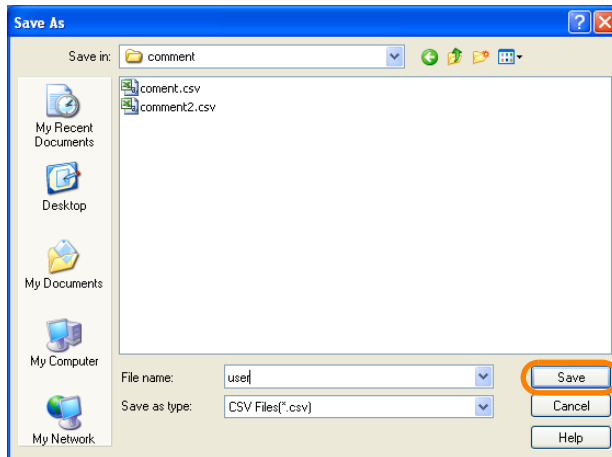 Save As
Save in:
comment
coment.csv
comment2.csv
My Recent
Documents
Desktop
My Documents
My Computer
My Network
File name:
user
Save
Save as type:
CSV Files(*.csv)
Cancel
Help